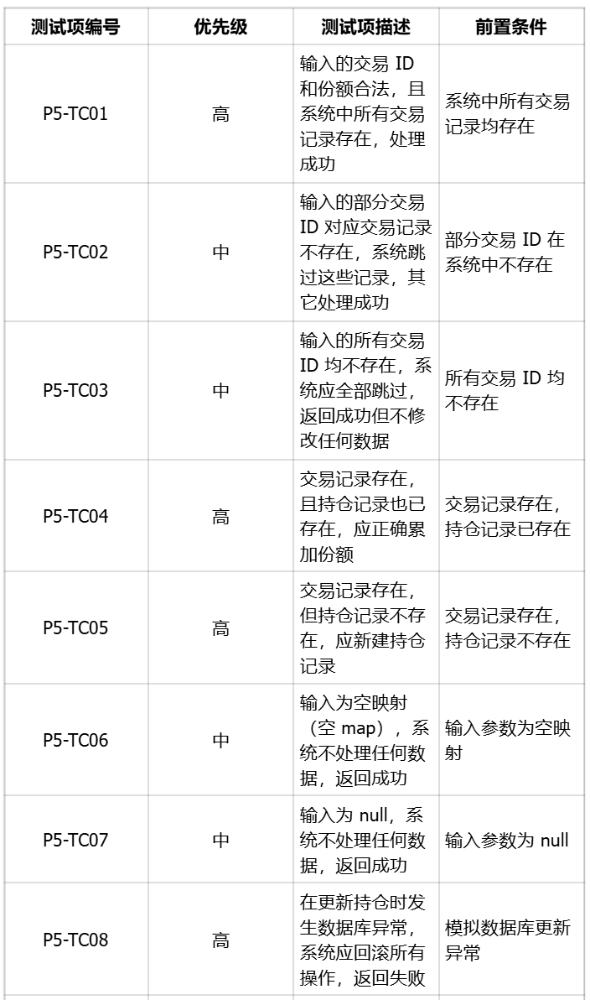 测试项编号 优先级 测试项描述 前置条件
P5-TC01
高
输入的交易 ID
和份额合法，且
系统中所有交易
记录存在，处理
成功
系统中所有交易
记录均存在
P5-TC02
中
输入的部分交易
ID 对应交易记录
不存在，系统跳
过这些记录，其
它处理成功
部分交易 ID 在
系统中不存在
P5-TC03
中
输入的所有交易
ID 均不存在，系
统应全部跳过，
返回成功但不修
改任何数据
所有交易 ID 均
不存在
P5-TC04
高
交易记录存在，
且持仓记录也已
存在，应正确累
加份额
交易记录存在，
持仓记录已存在
P5-TC05
高
交易记录存在，
但持仓记录不存
在，应新建持仓
记录
交易记录存在，
持仓记录不存在
P5-TC06
中
输入为空映射
（空 map），系
统不处理任何数
据，返回成功
输入参数为空映
射
P5-TC07
中
输入为 null，系
统不处理任何数
据，返回成功
输入参数为 null
P5-TC08
高
在更新持仓时发
生数据库异常，
系统应回滚所有
操作，返回失败
模拟数据库更新
异常